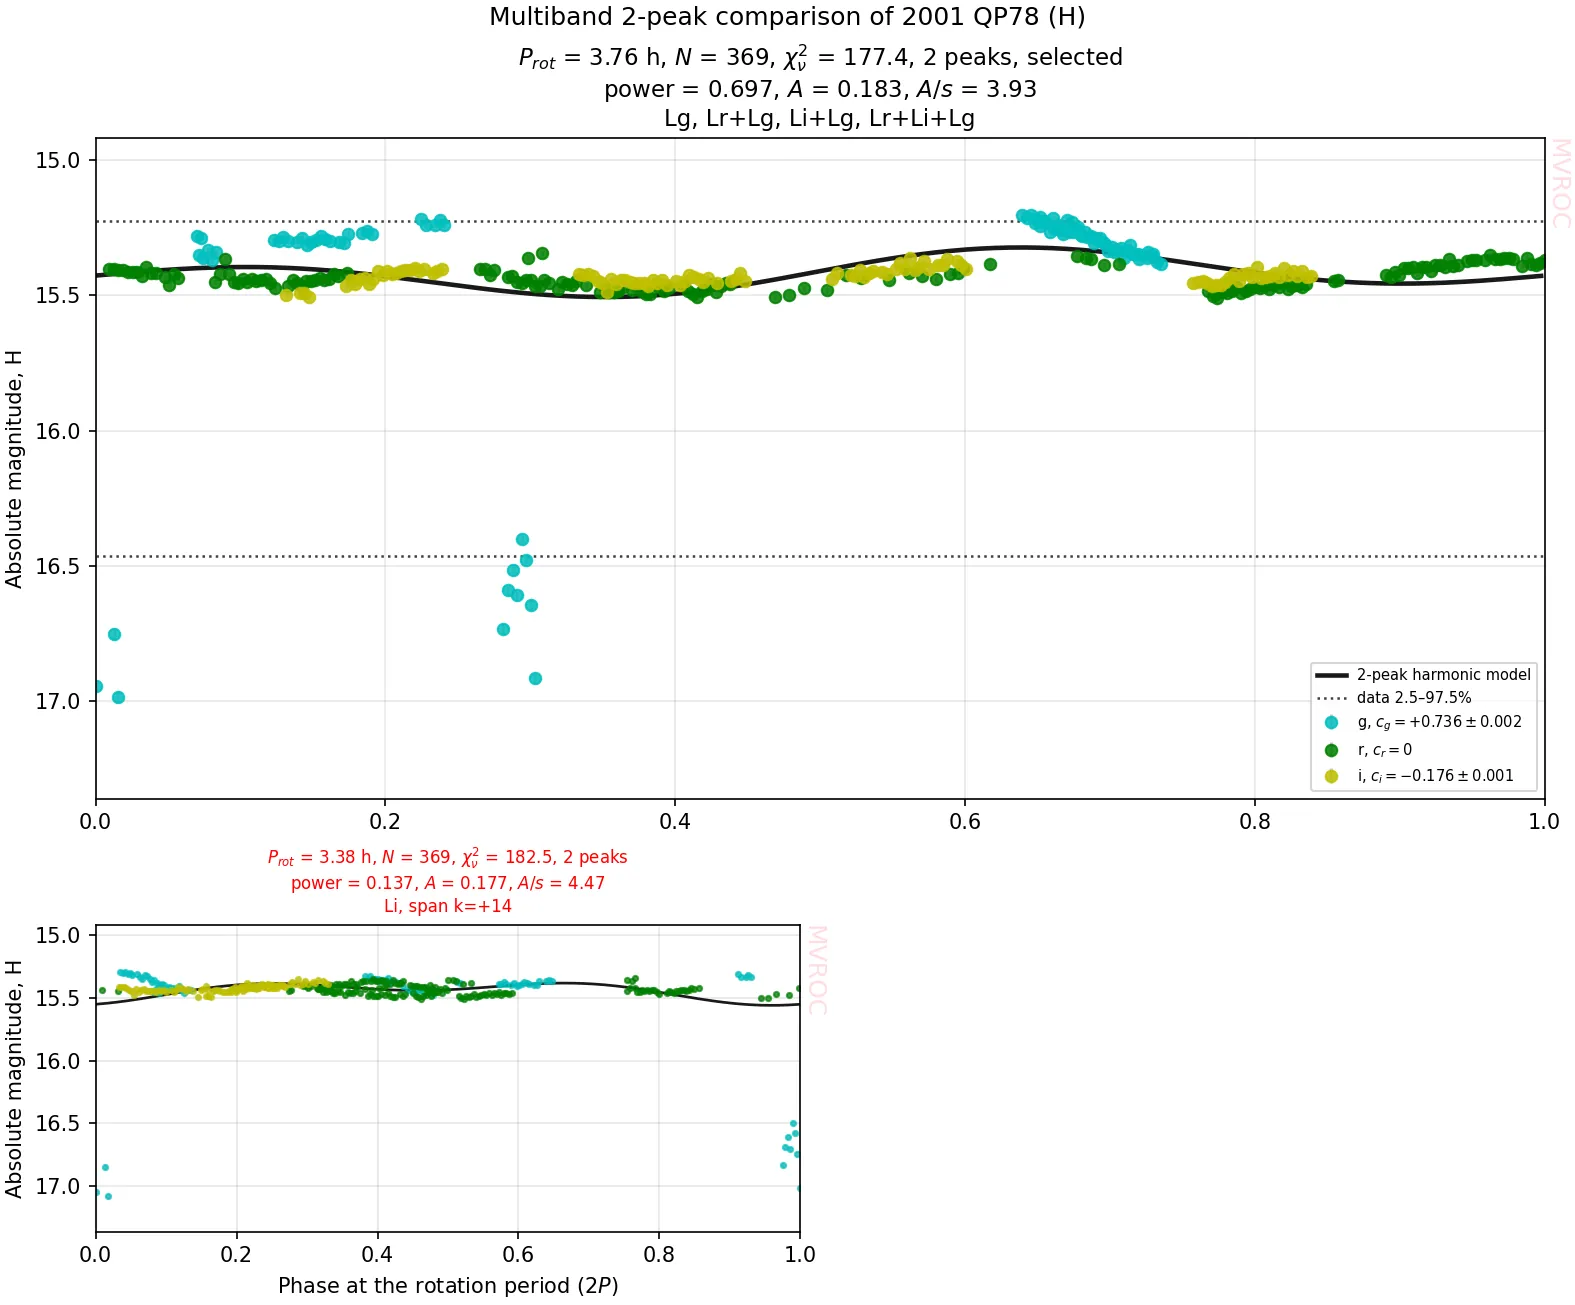 Multiband 2-peak comparison of 2001 QP78 (H)
P_rot = 3.76 h, N = 369, χ²_ν = 177.4, 2 peaks, selected
power = 0.697, A = 0.183, A/s = 3.93
Lg, Lr+Lg, Li+Lg, Lr+Li+Lg
MVROC
15.0
15.5
16.0
16.5
17.0
Absolute magnitude, H
2-peak harmonic model
data 2.5–97.5%
g, c_g = +0.736 ± 0.002
r, c_r = 0
i, c_i = −0.176 ± 0.001
0.0 0.2 0.4 0.6 0.8 1.0
P_rot = 3.38 h, N = 369, χ²_ν = 182.5, 2 peaks
power = 0.137, A = 0.177, A/s = 4.47
Li, span k=+14
MVROC
15.0
15.5
16.0
16.5
17.0
Absolute magnitude, H
0.0 0.2 0.4 0.6 0.8 1.0
Phase at the rotation period (2P)